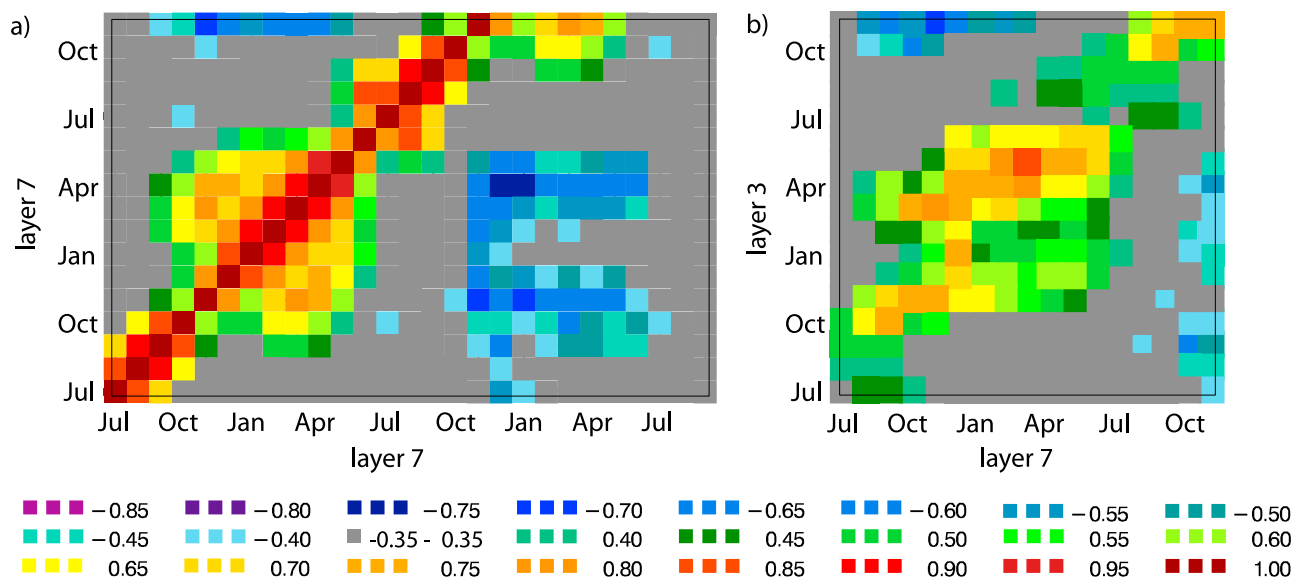 a)
Oct
Jul
Apr
Jan
Oct
Jul
layer 7
Jul Oct Jan Apr Jul Oct Jan Apr Jul
layer 7
b)
Oct
Jul
Apr
Jan
Oct
Jul
layer 3
Jul Oct Jan Apr Jul Oct
layer 7
−0.85 −0.80 −0.75 −0.70 −0.65 −0.60 −0.55 −0.50
−0.45 −0.40 -0.35 - 0.35 0.40 0.45 0.50 0.55 0.60
0.65 0.70 0.75 0.80 0.85 0.90 0.95 1.00